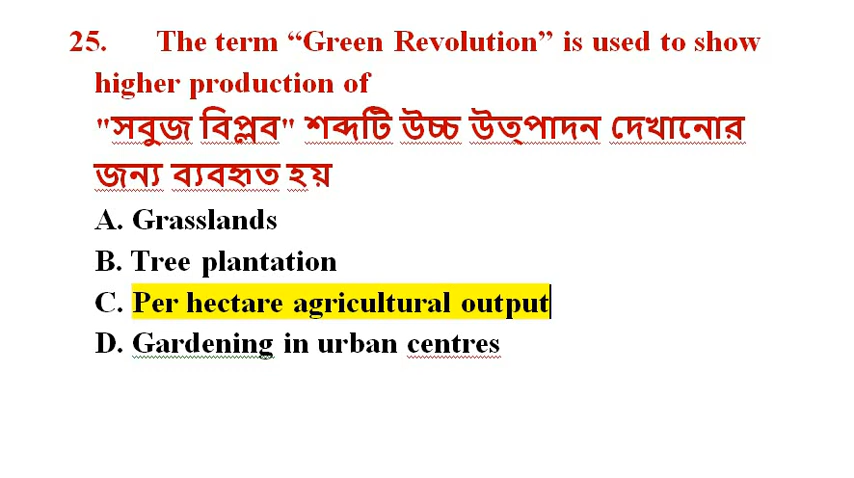 25. The term “Green Revolution” is used to show
higher production of
"সবুজ বিপ্লব" শব্দটি উচ্চ উত্পাদন দেখানোর
জন্য ব্যবহৃত হয়
A. Grasslands
B. Tree plantation
C. Per hectare agricultural output
D. Gardening in urban centres